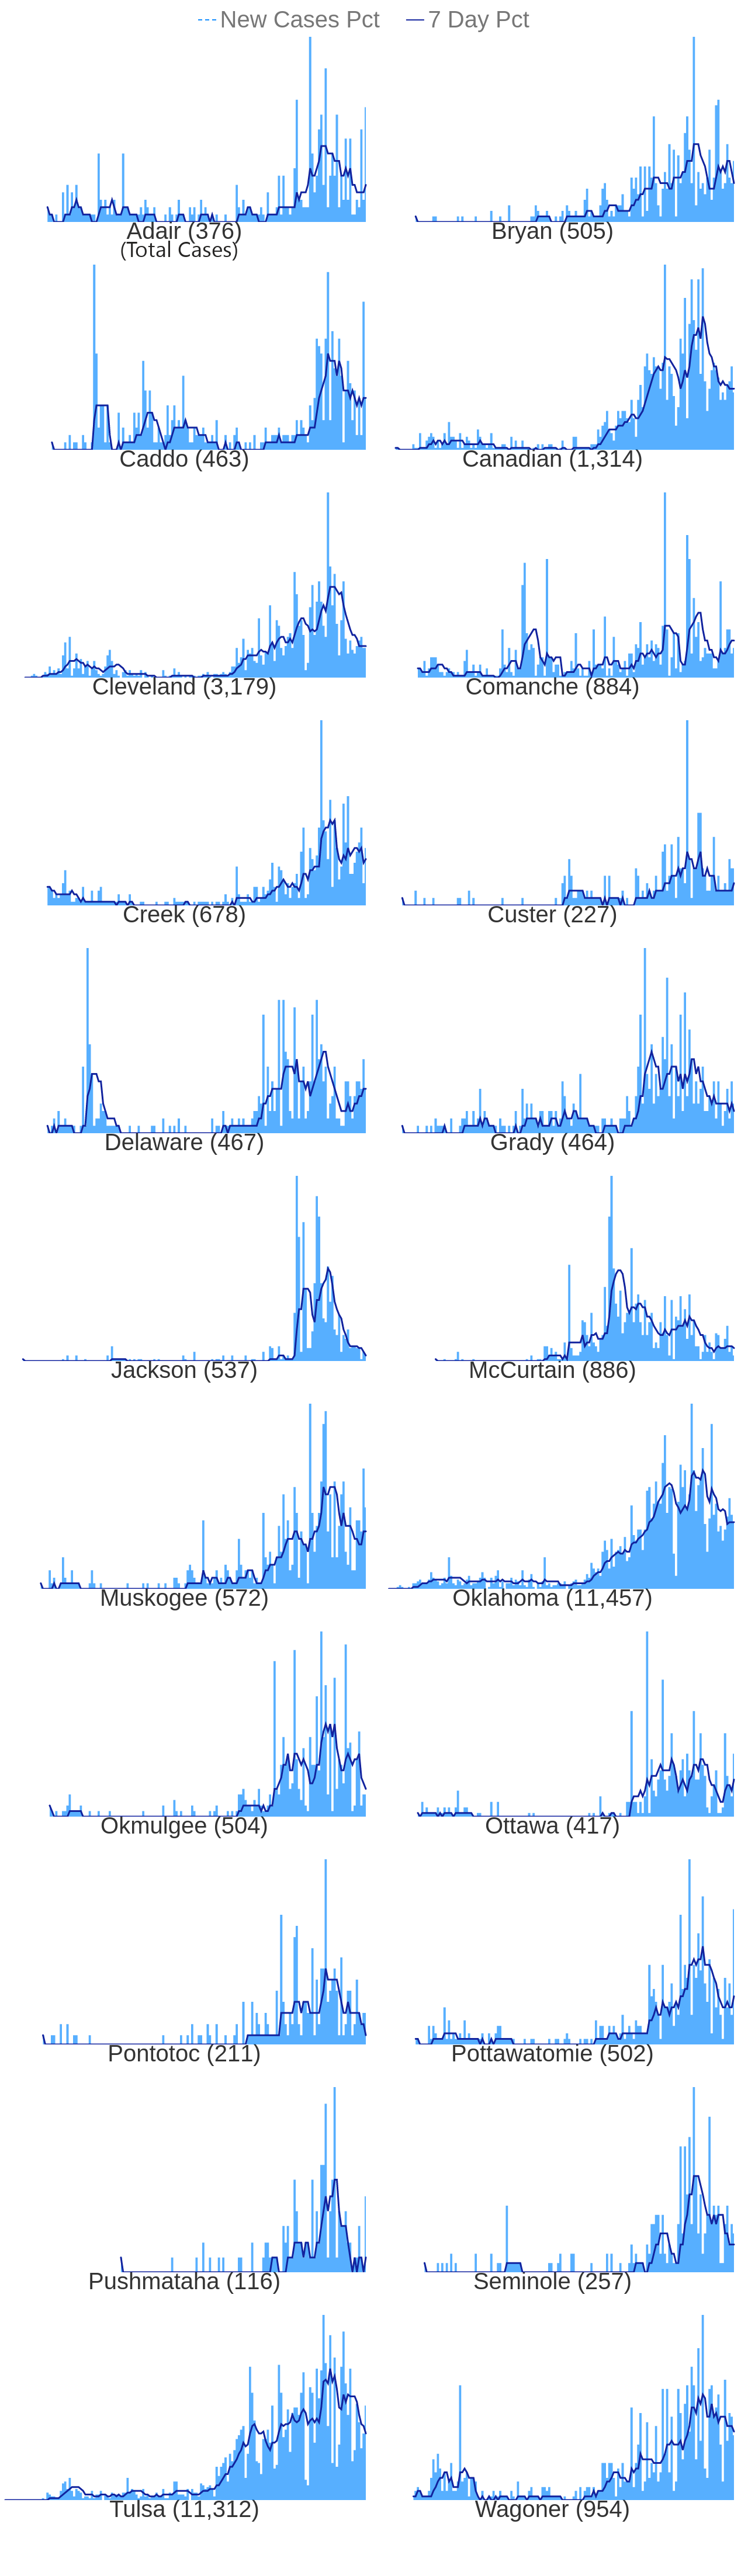 New Cases Pct 7 Day Pct
Adair (376) Bryan (505)
(Total Cases)
Caddo (463) Canadian (1,314)
Cleveland (3,179) Comanche (884)
Creek (678) Custer (227)
Delaware (467) Grady (464)
Jackson (537) McCurtain (886)
Muskogee (572) Oklahoma (11,457)
Okmulgee (504) Ottawa (417)
Pontotoc (211) Pottawatomie (502)
Pushmataha (116) Seminole (257)
Tulsa (11,312) Wagoner (954)